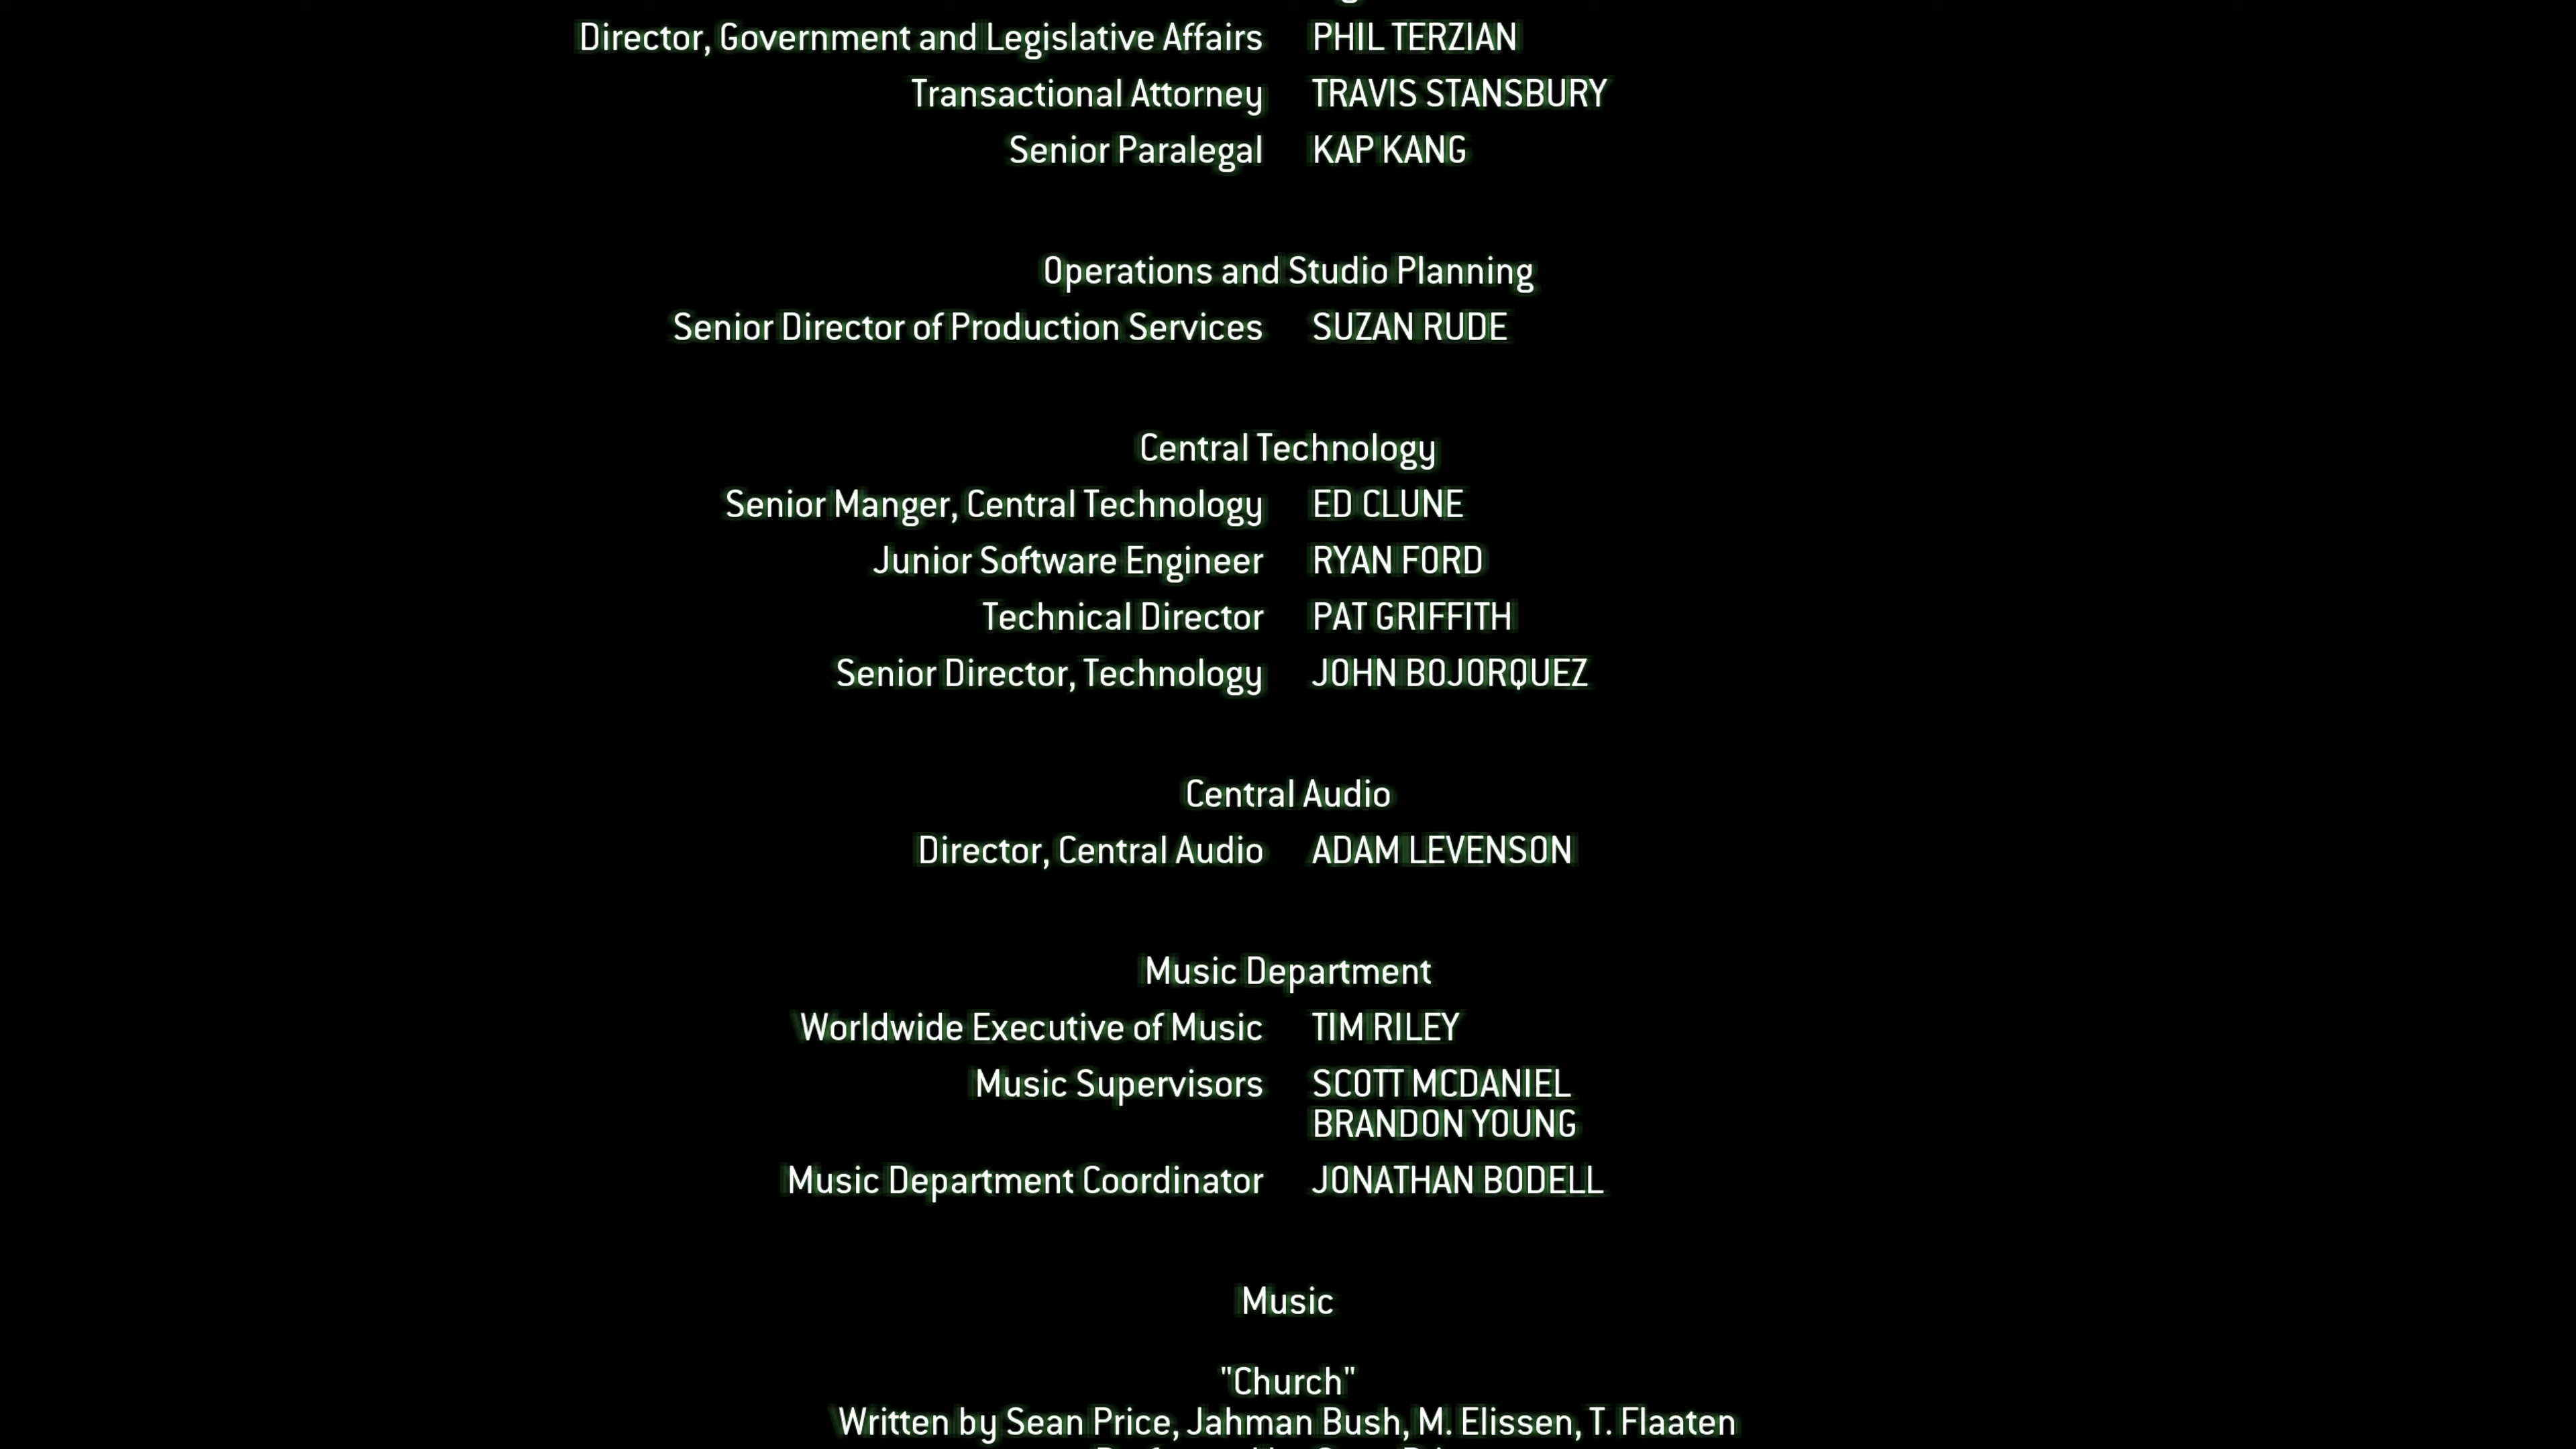 Director, Government and Legislative Affairs PHIL TERZIAN
Transactional Attorney TRAVIS STANSBURY
Senior Paralegal KAP KANG
Operations and Studio Planning
Senior Director of Production Services SUZAN RUDE
Central Technology
Senior Manger, Central Technology ED CLUNE
Junior Software Engineer RYAN FORD
Technical Director PAT GRIFFITH
Senior Director, Technology JOHN BOJORQUEZ
Central Audio
Director, Central Audio ADAM LEVENSON
Music Department
Worldwide Executive of Music TIM RILEY
Music Supervisors SCOTT MCDANIEL
BRANDON YOUNG
Music Department Coordinator JONATHAN BODELL
Music
"Church"
Written by Sean Price, Jahman Bush, M. Elissen, T. Flaaten